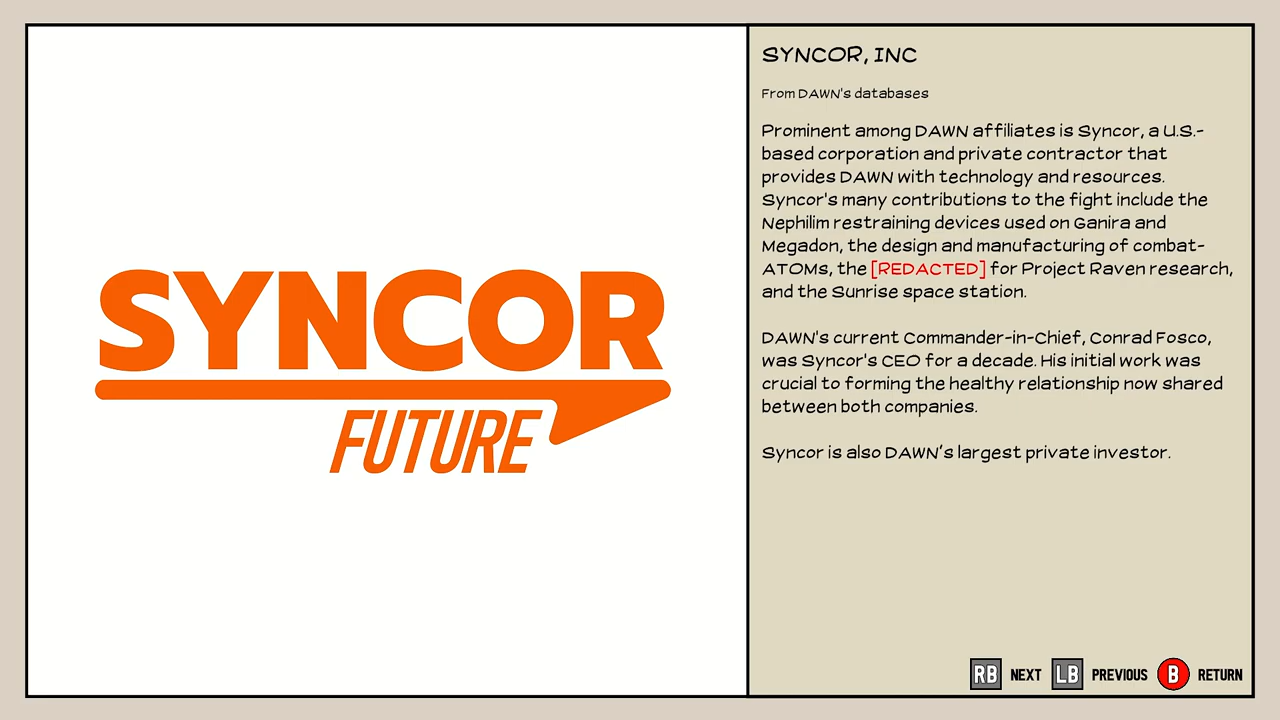 SYNCOR
FUTURE
SYNCOR, INC
From DAWN's databases
Prominent among DAWN affiliates is Syncor, a U.S.-
based corporation and private contractor that
provides DAWN with technology and resources.
Syncor's many contributions to the fight include the
Nephilim restraining devices used on Ganira and
Megadon, the design and manufacturing of combat-
ATOMs, the [REDACTED] for Project Raven research,
and the Sunrise space station.
DAWN's current Commander-in-Chief, Conrad Fosco,
was Syncor's CEO for a decade. His initial work was
crucial to forming the healthy relationship now shared
between both companies.
Syncor is also DAWN's largest private investor.
RB NEXT LB PREVIOUS B RETURN